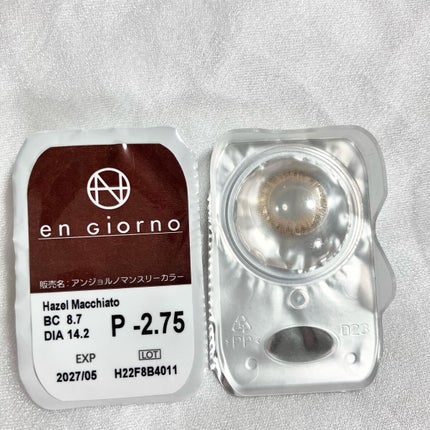 en Giorno
販売名：アンジョルノマンスリーカラー
Hazel Macchiato
BC 8.7
DIA 14.2
P -2.75
EXP
LOT
2027/05
H22F8B4011
PP
D23